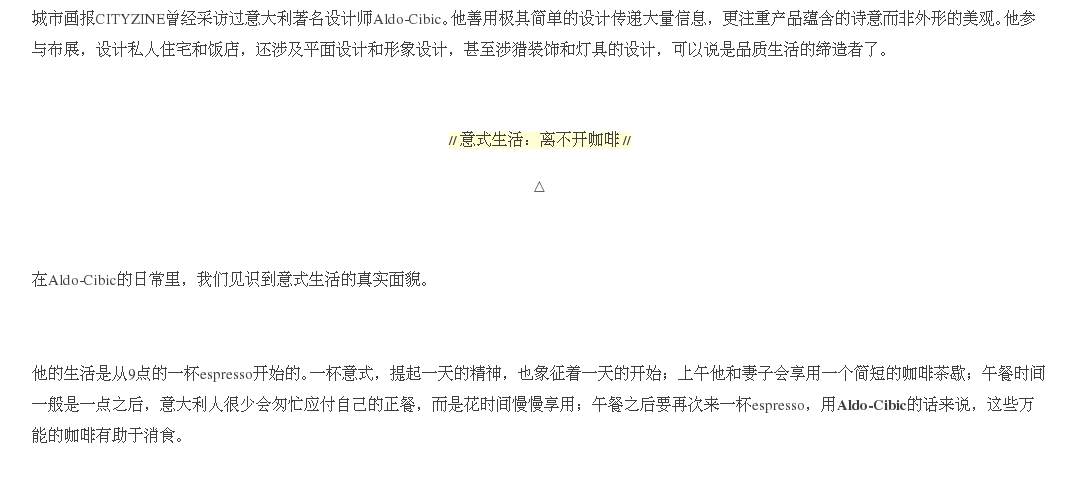 城市画报CITYZINE曾经采访过意大利著名设计师Aldo-Cibic。他善用极其简单的设计传递大量信息，更注重产品蕴含的诗意而非外形的美观。他参
与布展，设计私人住宅和饭店，还涉及平面设计和形象设计，甚至涉猎装饰和灯具的设计，可以说是品质生活的缔造者了。
// 意式生活：离不开咖啡 //
△
在Aldo-Cibic的日常里，我们见识到意式生活的真实面貌。
他的生活是从9点的一杯espresso开始的。一杯意式，提起一天的精神，也象征着一天的开始；上午他和妻子会享用一个简短的咖啡茶歇；午餐时间
一般是一点之后，意大利人很少会匆忙应付自己的正餐，而是花时间慢慢享用；午餐之后要再次来一杯espresso，用Aldo-Cibic的话来说，这些万
能的咖啡有助于消食。